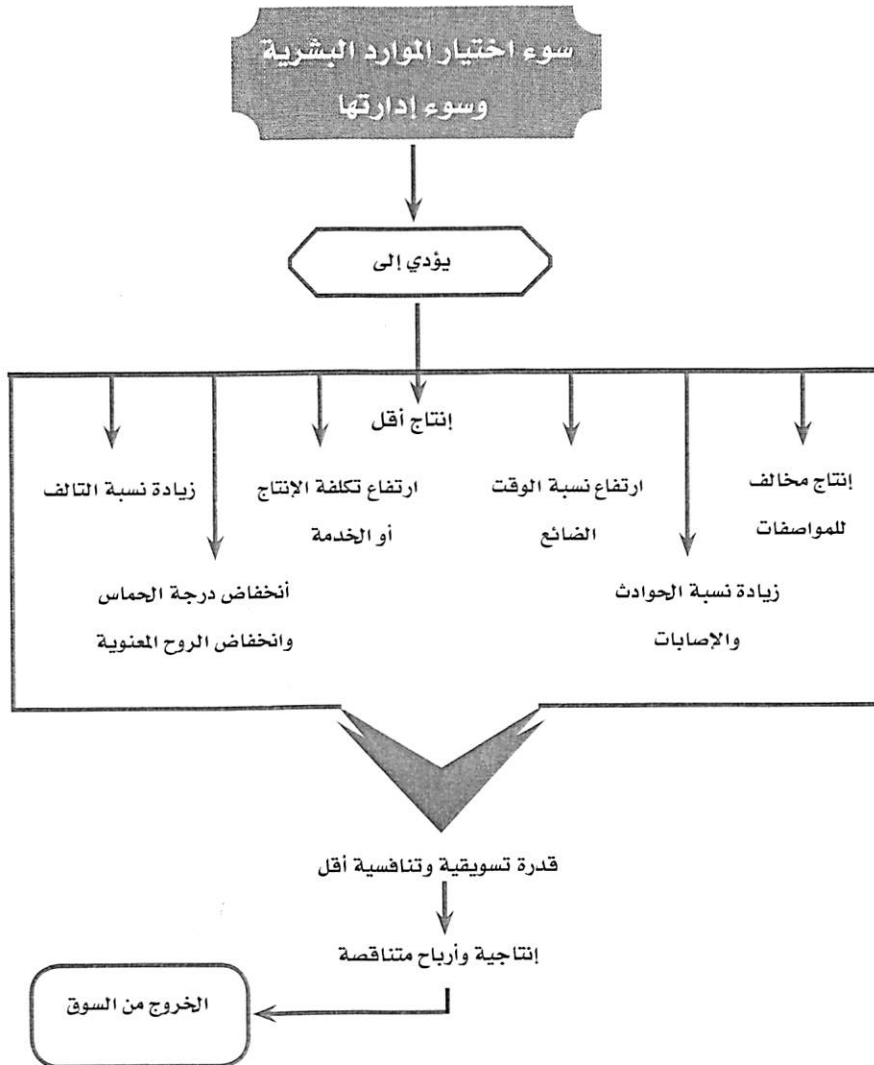 سوء اختيار الموارد البشرية
وسوء إدارتها
يؤدي إلى
إنتاج أقل
إنتاج مخالف
للمواصفات
ارتفاع نسبة الوقت
الضائع
ارتفاع تكلفة الإنتاج
أو الخدمة
زيادة نسبة التالف
زيادة نسبة الحوادث
والإصابات
أنخفاض درجة الحماس
وانخفاض الروح المعنوية
قدرة تسويقية وتنافسية أقل
إنتاجية وأرباح متناقصة
الخروج من السوق